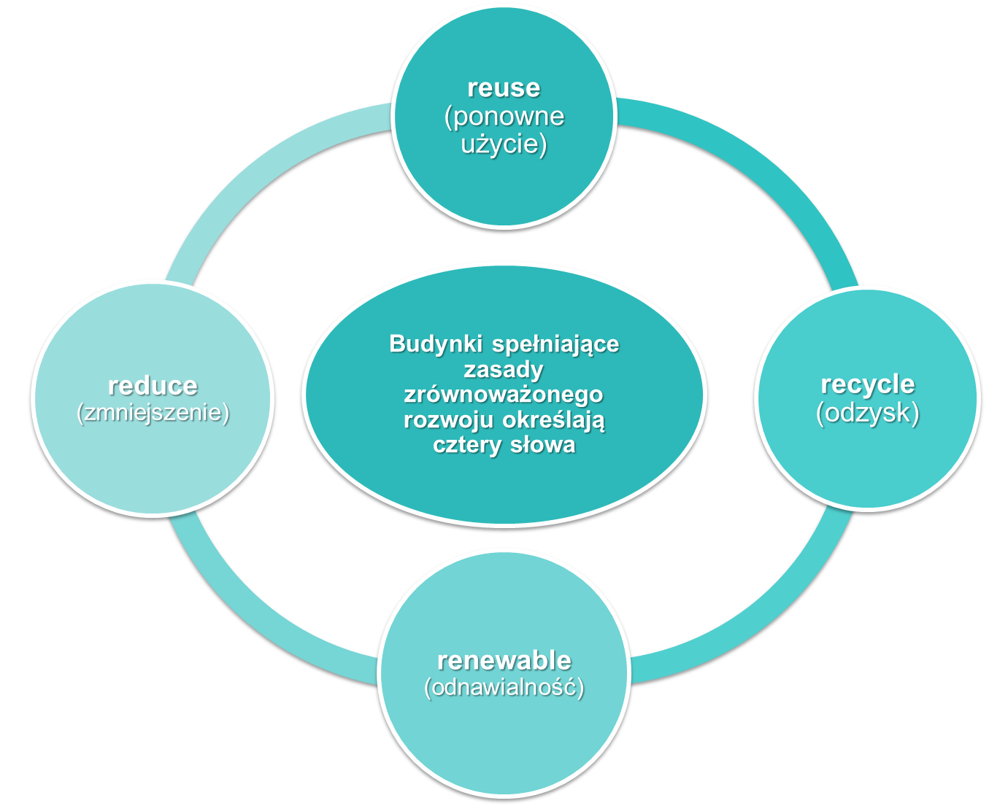 reuse
(ponowne
użycie)
Budynki spełniające
zasady
zrównoważonego
rozwoju określają
cztery słowa
reduce
(zmniejszenie)
recycle
(odzysk)
renewable
(odnawialność)